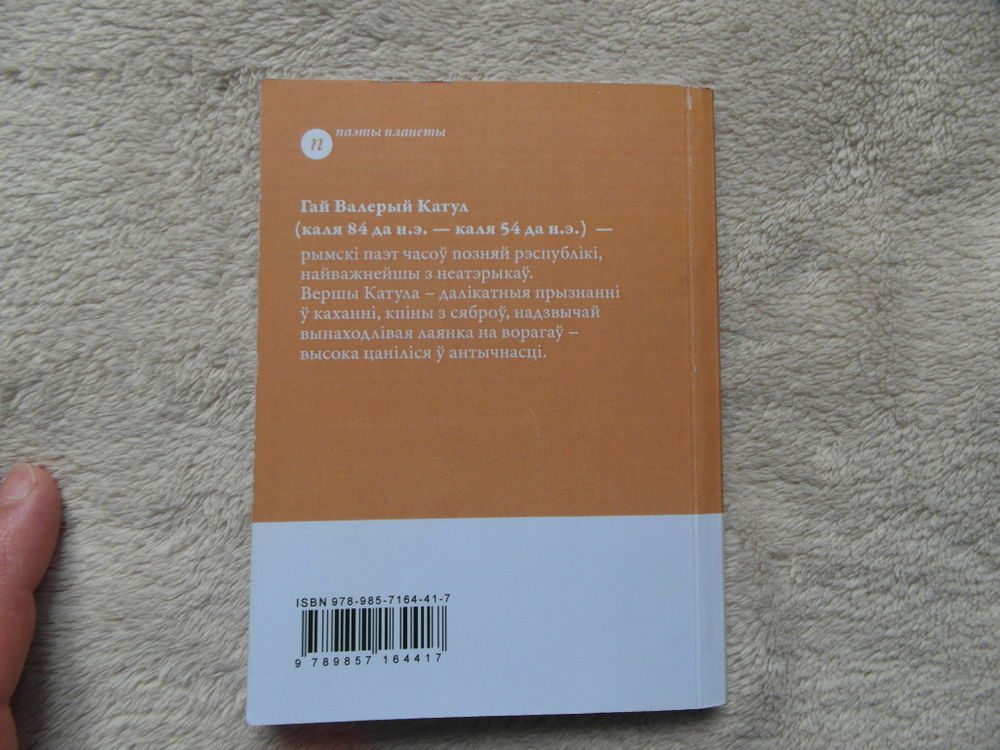 п
паэты планеты
Гай Валерый Катул
(каля 84 да н.э. — каля 54 да н.э.) —
рымскі паэт часоў позняй рэспублікі,
найважнейшы з неатэрыкаў.
Вершы Катула – далікатныя прызнанні
ў каханні, кпіны з сяброў, надзвычай
вынаходлівая лаянка на ворагаў –
высока цаніліся ў антычнасці.
ISBN 978-985-7164-41-7
9 789857 164417